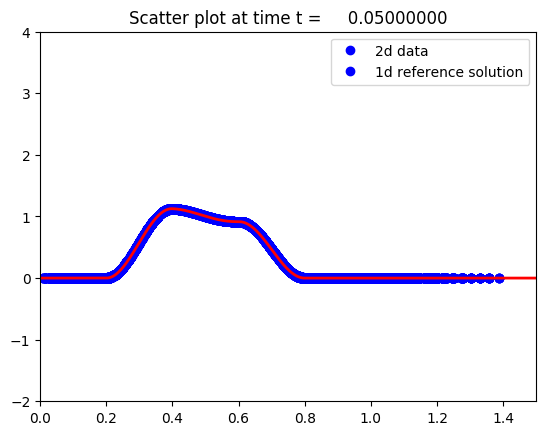 Scatter plot at time t =     0.05000000
4
2d data
1d reference solution
3
2
1
0
−1
−2
0.0 0.2 0.4 0.6 0.8 1.0 1.2 1.4